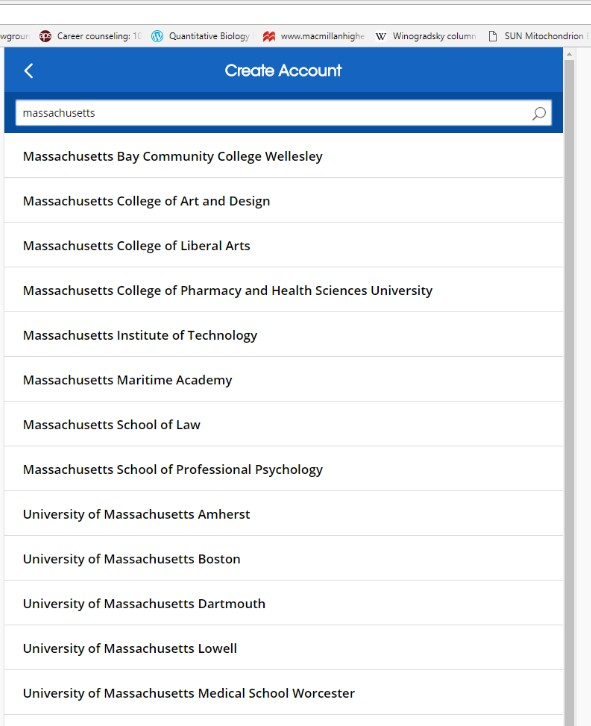 wgroun Career counseling: 10 Quantitative Biology www.macmillanhighe Winogradsky column SUN Mitochondrion
Create Account
massachusetts
Massachusetts Bay Community College Wellesley
Massachusetts College of Art and Design
Massachusetts College of Liberal Arts
Massachusetts College of Pharmacy and Health Sciences University
Massachusetts Institute of Technology
Massachusetts Maritime Academy
Massachusetts School of Law
Massachusetts School of Professional Psychology
University of Massachusetts Amherst
University of Massachusetts Boston
University of Massachusetts Dartmouth
University of Massachusetts Lowell
University of Massachusetts Medical School Worcester